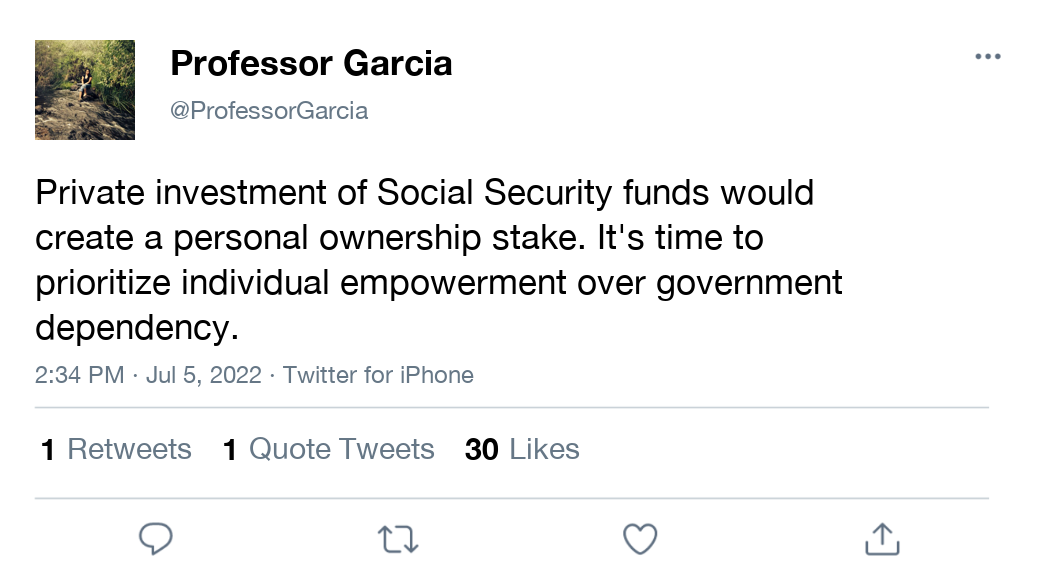 Professor Garcia
@ProfessorGarcia
Private investment of Social Security funds would
create a personal ownership stake. It's time to
prioritize individual empowerment over government
dependency.
2:34 PM · Jul 5, 2022 · Twitter for iPhone
1 Retweets 1 Quote Tweets 30 Likes